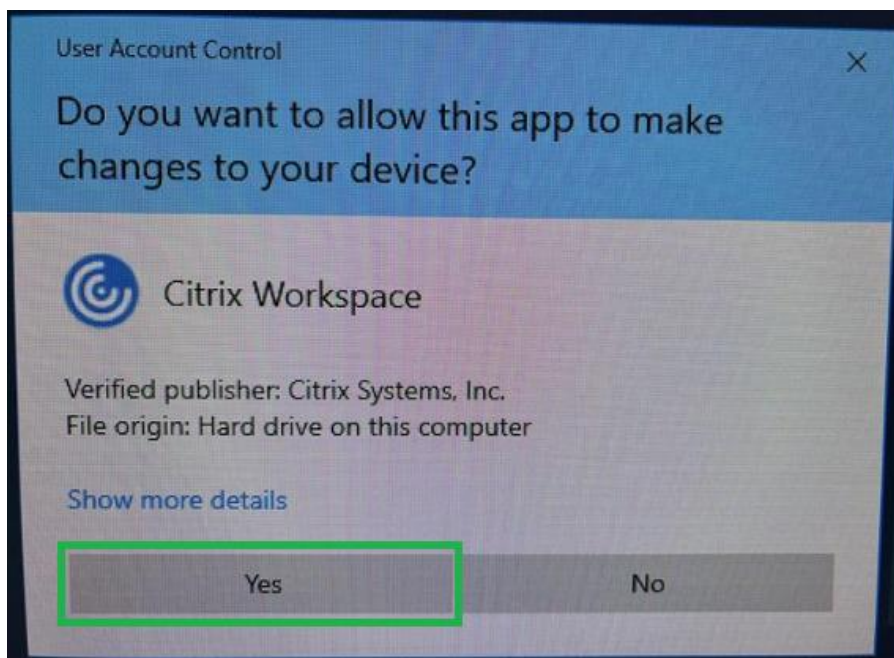 User Account Control
Do you want to allow this app to make
changes to your device?
Citrix Workspace
Verified publisher: Citrix Systems, Inc.
File origin: Hard drive on this computer
Show more details
Yes
No